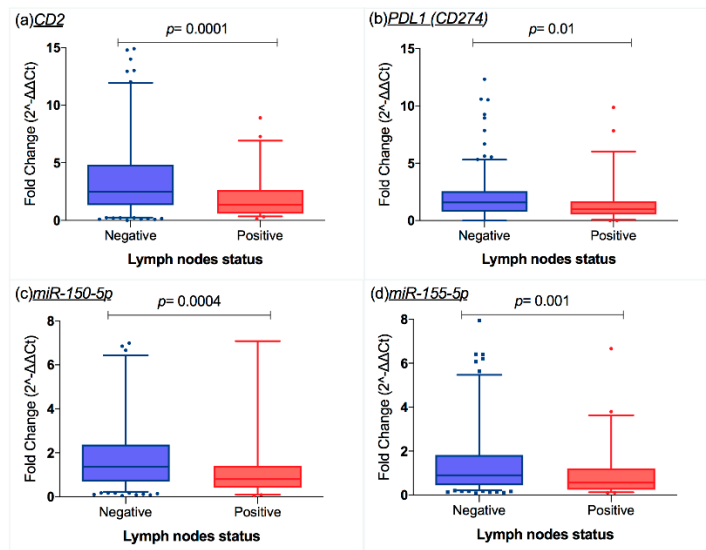 (a)CD2
p= 0.0001
Fold Change (2^-ΔΔCt)
15
10
5
0
Negative
Positive
Lymph nodes status
(b)PDL1 (CD274)
p= 0.01
Fold Change (2^-ΔΔCt)
15
10
5
0
Negative
Positive
Lymph nodes status
(c)miR-150-5p
p= 0.0004
Fold Change (2^-ΔΔCt)
8
6
4
2
0
Negative
Positive
Lymph nodes status
(d)miR-155-5p
p= 0.001
Fold Change (2^-ΔΔCt)
8
6
4
2
0
Negative
Positive
Lymph nodes status